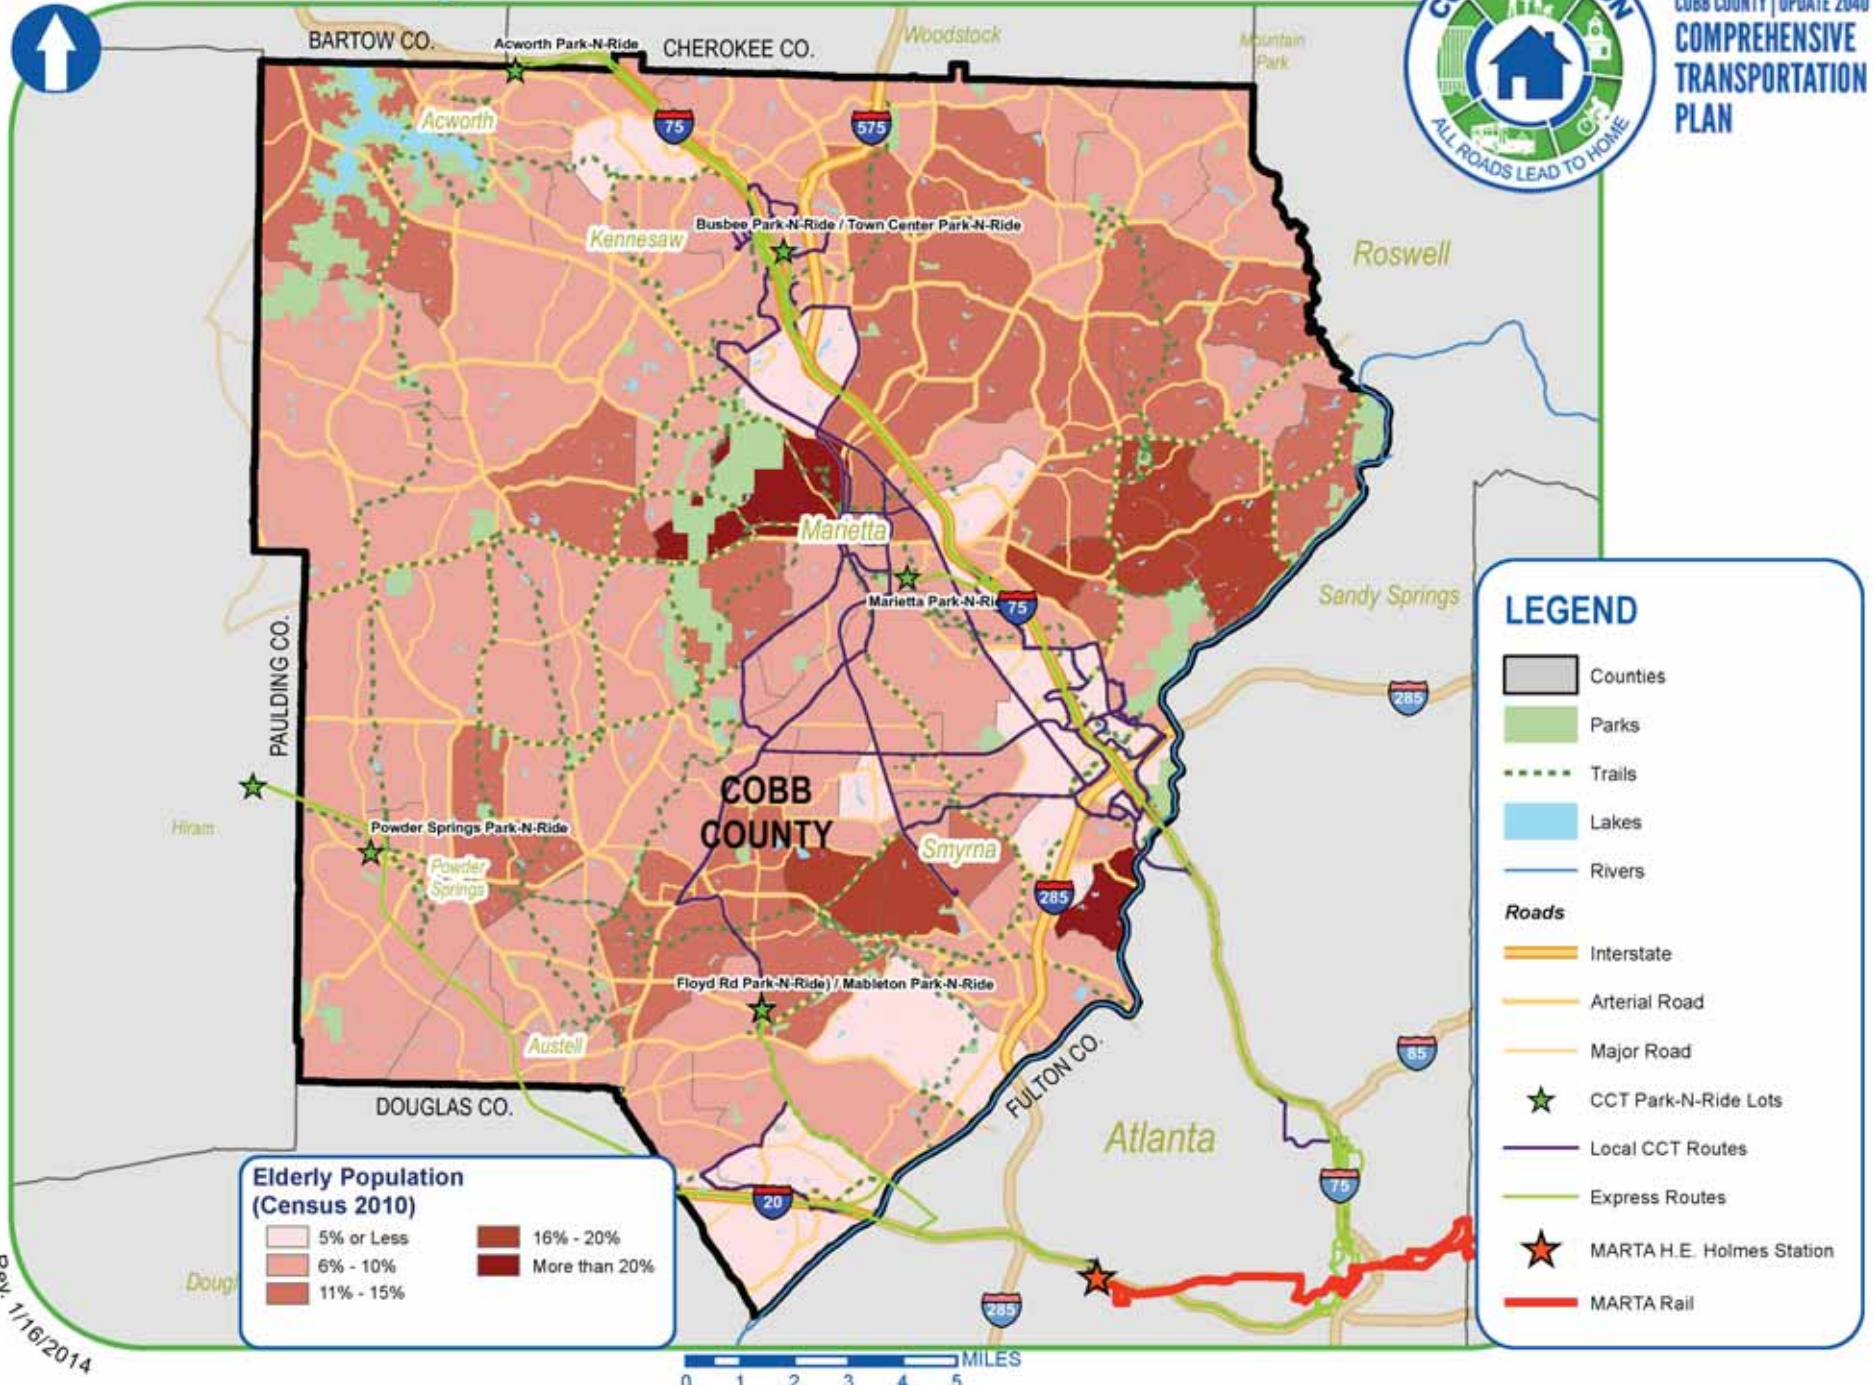 COBB COUNTY | UPDATE 2040
COMPREHENSIVE
TRANSPORTATION
PLAN
ALL ROADS LEAD TO HOME
BARTOW CO.
Acworth Park-N-Ride
CHEROKEE CO.
Woodstock
Mountain
Park
Acworth
75
575
Kennesaw
Busbee Park-N-Ride / Town Center Park-N-Ride
Roswell
Marietta
Marietta Park-N-Ri
75
Sandy Springs
PAULDING CO.
285
COBB
COUNTY
Hiram
Powder Springs Park-N-Ride
Powder
Springs
Smyrna
285
Floyd Rd Park-N-Ride) / Mableton Park-N-Ride
Austell
FULTON CO.
85
DOUGLAS CO.
Atlanta
75
20
Dougl
285
LEGEND
Counties
Parks
Trails
Lakes
Rivers
Roads
Interstate
Arterial Road
Major Road
CCT Park-N-Ride Lots
Local CCT Routes
Express Routes
MARTA H.E. Holmes Station
MARTA Rail
Elderly Population
(Census 2010)
5% or Less
6% - 10%
11% - 15%
16% - 20%
More than 20%
Rev. 1/16/2014
MILES
0 1 2 3 4 5